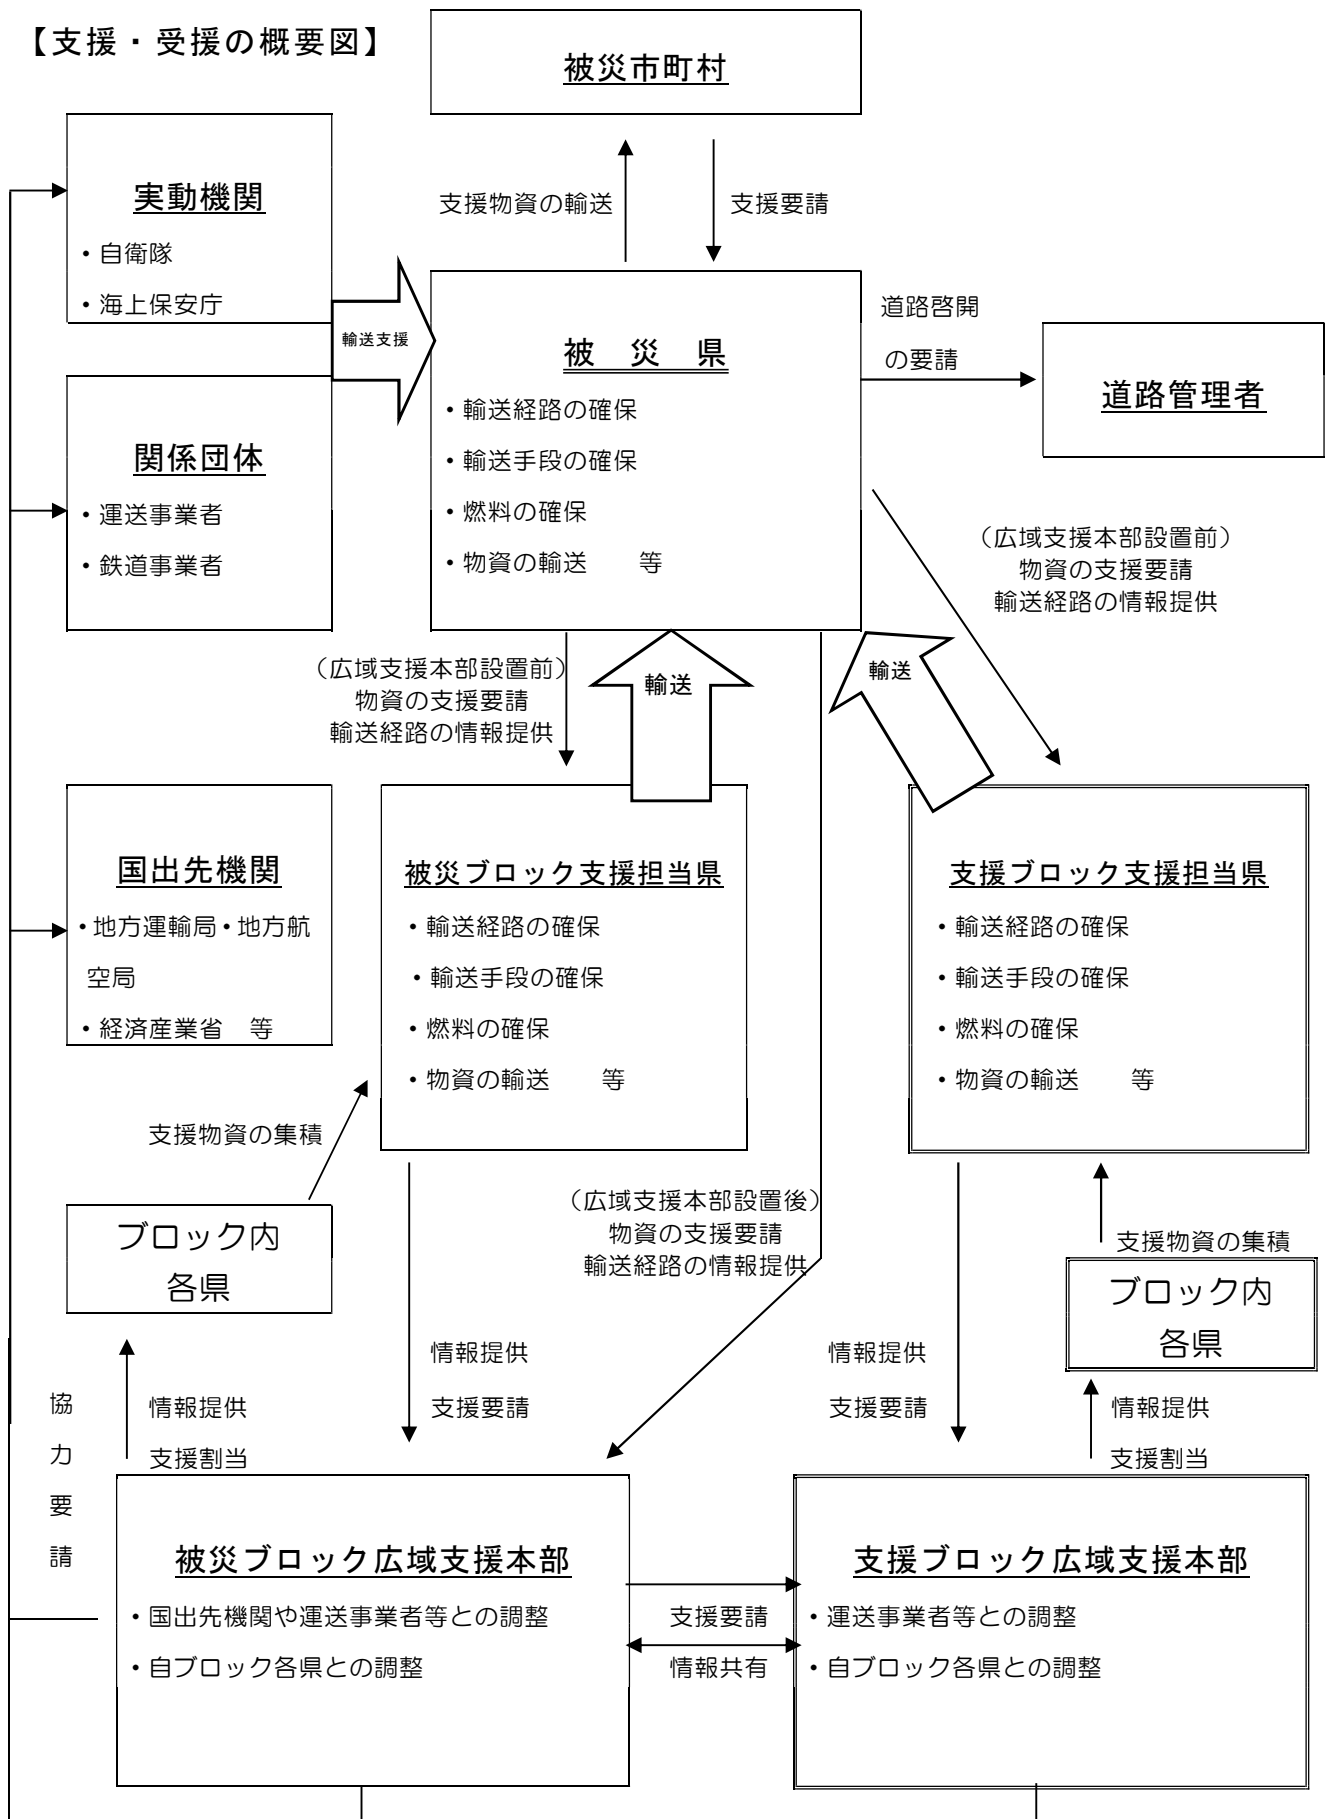 【支援・受援の概要図】
被災市町村
実動機関
・自衛隊
・海上保安庁
支援物資の輸送
支援要請
輸送支援
被　災　県
・輸送経路の確保
・輸送手段の確保
・燃料の確保
・物資の輸送　　等
道路啓開
の要請
道路管理者
関係団体
・運送事業者
・鉄道事業者
（広域支援本部設置前）
物資の支援要請
輸送経路の情報提供
（広域支援本部設置前）
物資の支援要請
輸送経路の情報提供
輸送
輸送
国出先機関
・地方運輸局・地方航
空局
・経済産業省　等
被災ブロック支援担当県
・輸送経路の確保
・輸送手段の確保
・燃料の確保
・物資の輸送　　等
支援ブロック支援担当県
・輸送経路の確保
・輸送手段の確保
・燃料の確保
・物資の輸送　　等
支援物資の集積
ブロック内
各県
（広域支援本部設置後）
物資の支援要請
輸送経路の情報提供
支援物資の集積
ブロック内
各県
協
力
要
請
情報提供
支援割当
情報提供
支援要請
情報提供
支援要請
情報提供
支援割当
被災ブロック広域支援本部
・国出先機関や運送事業者等との調整
・自ブロック各県との調整
支援要請
情報共有
支援ブロック広域支援本部
・運送事業者等との調整
・自ブロック各県との調整